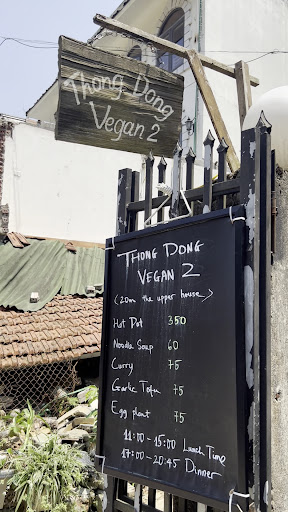 Thong Dong
Vegan 2
THONG DONG
VEGAN 2
(20m the upper house)
Hot Pot 350
Noodle Soup 60
Curry 75
Garlic Tofu 75
Egg plant 75
11:00 - 15:00 Lunch Time
17:00 - 20:45 Dinner